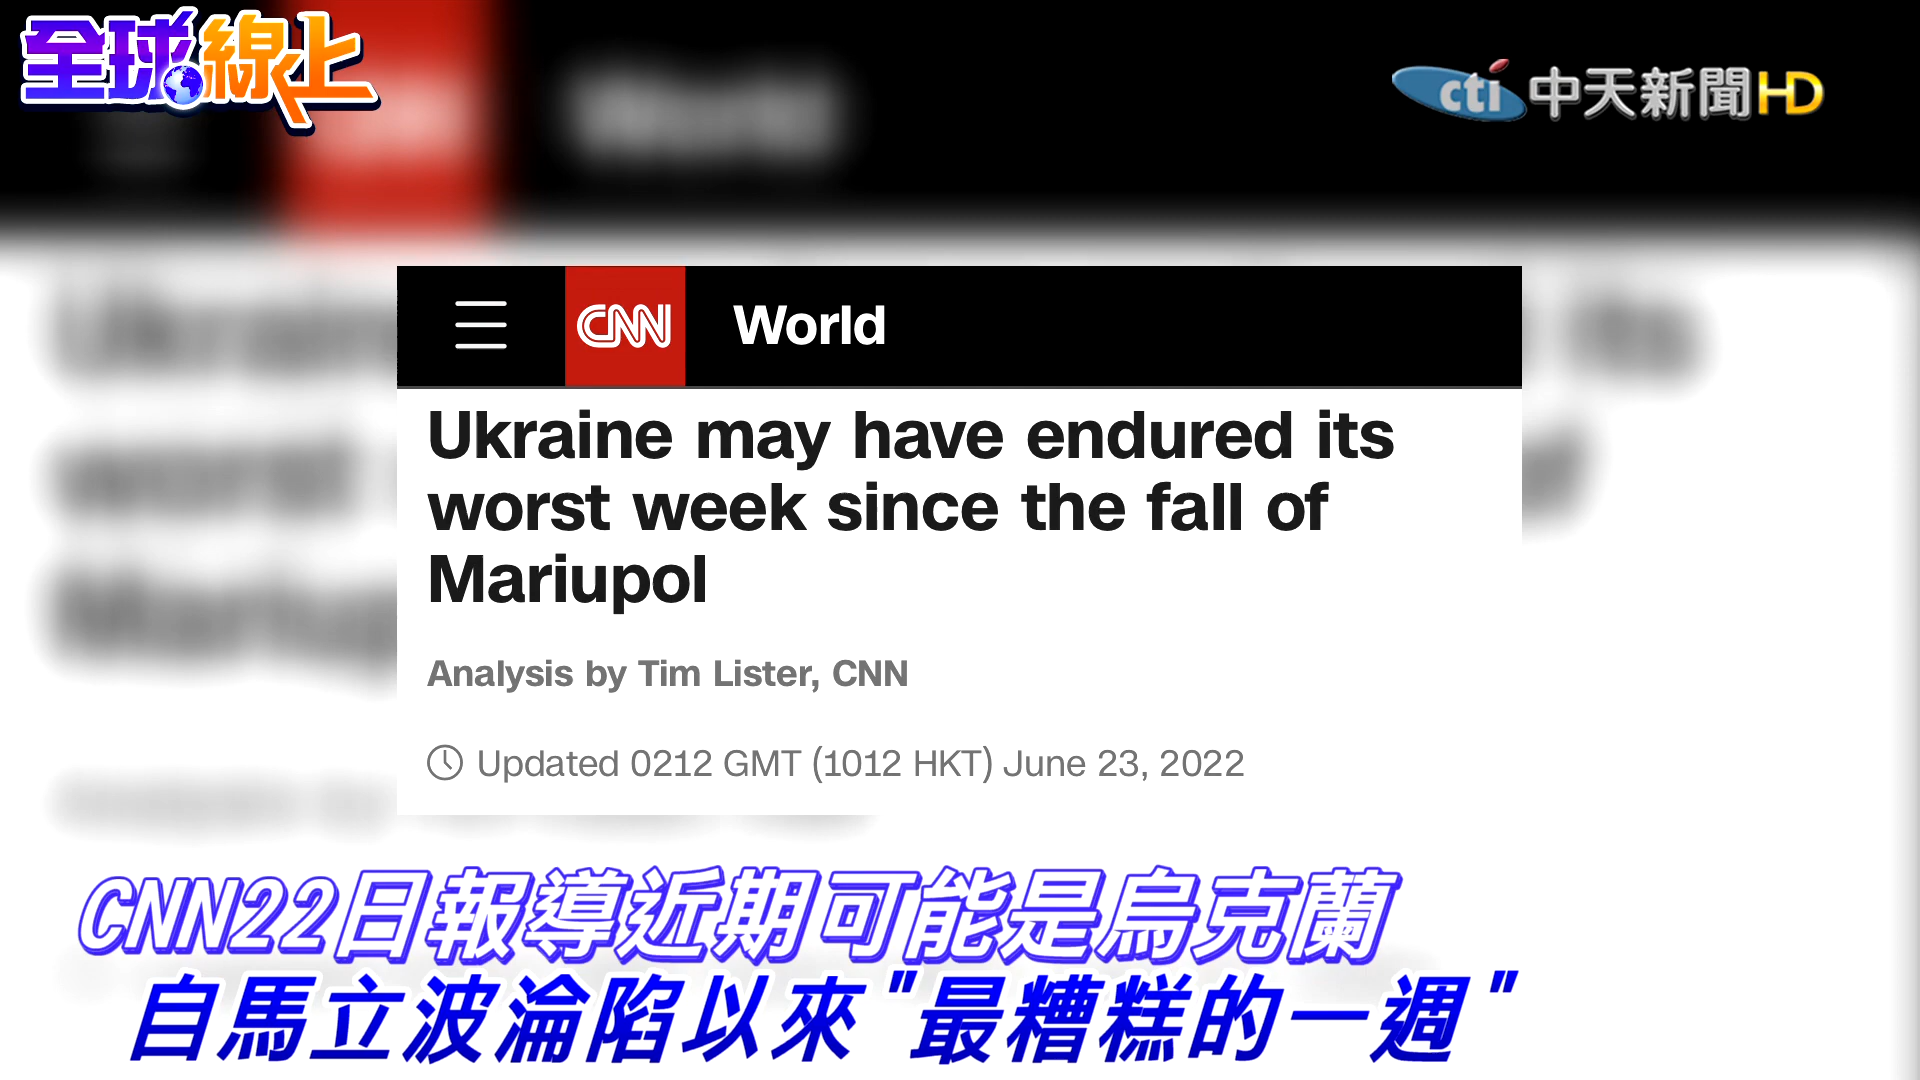 全球線上
cti 中天新聞HD
CNN World
Ukraine may have endured its
worst week since the fall of
Mariupol
Analysis by Tim Lister, CNN
Updated 0212 GMT (1012 HKT) June 23, 2022
CNN22日報導近期可能是烏克蘭
自馬立波淪陷以來"最糟糕的一週"